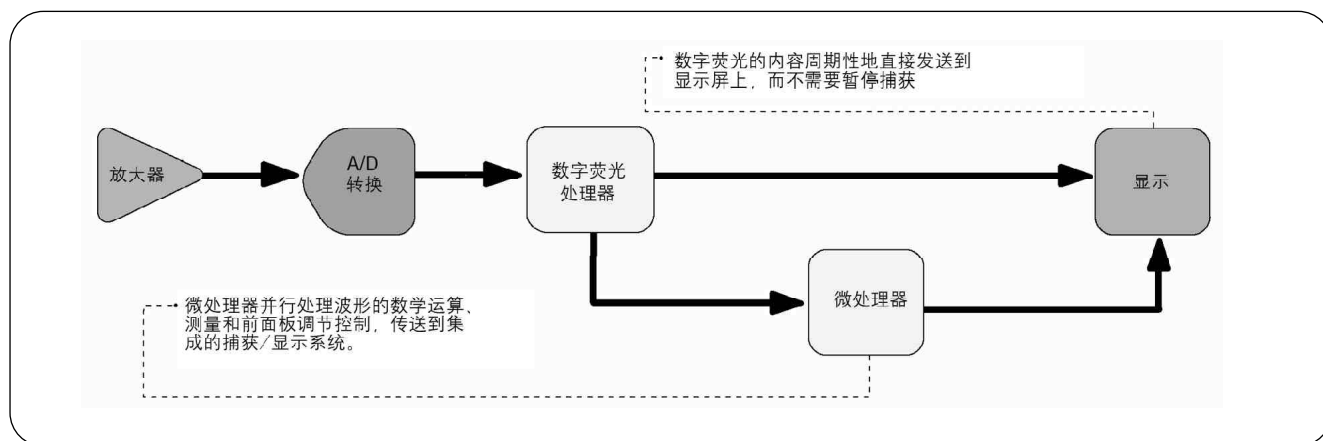 • 数字荧光的内容周期性地直接发送到
显示屏上，而不需要暂停捕获
放大器
A/D
转换
数字荧光
处理器
显示
微处理器
• 微处理器并行处理波形的数学运算、
测量和前面板调节控制，传送到集
成的捕获/显示系统。